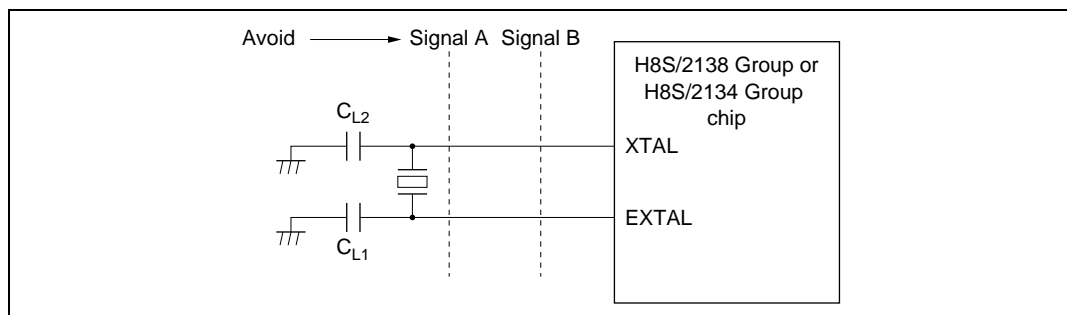 Avoid Signal A Signal B
H8S/2138 Group or
H8S/2134 Group
chip
CL2
XTAL
EXTAL
CL1